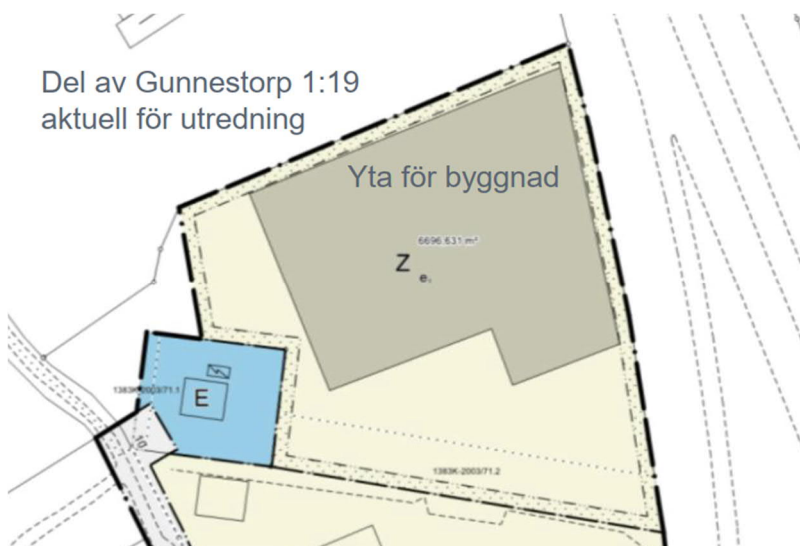 Del av Gunnestorp 1:19
aktuell för utredning
Yta för byggnad
6696.631 m²
Z
e₁
1383K-2003/71.1
E
1383K-2003/71.2